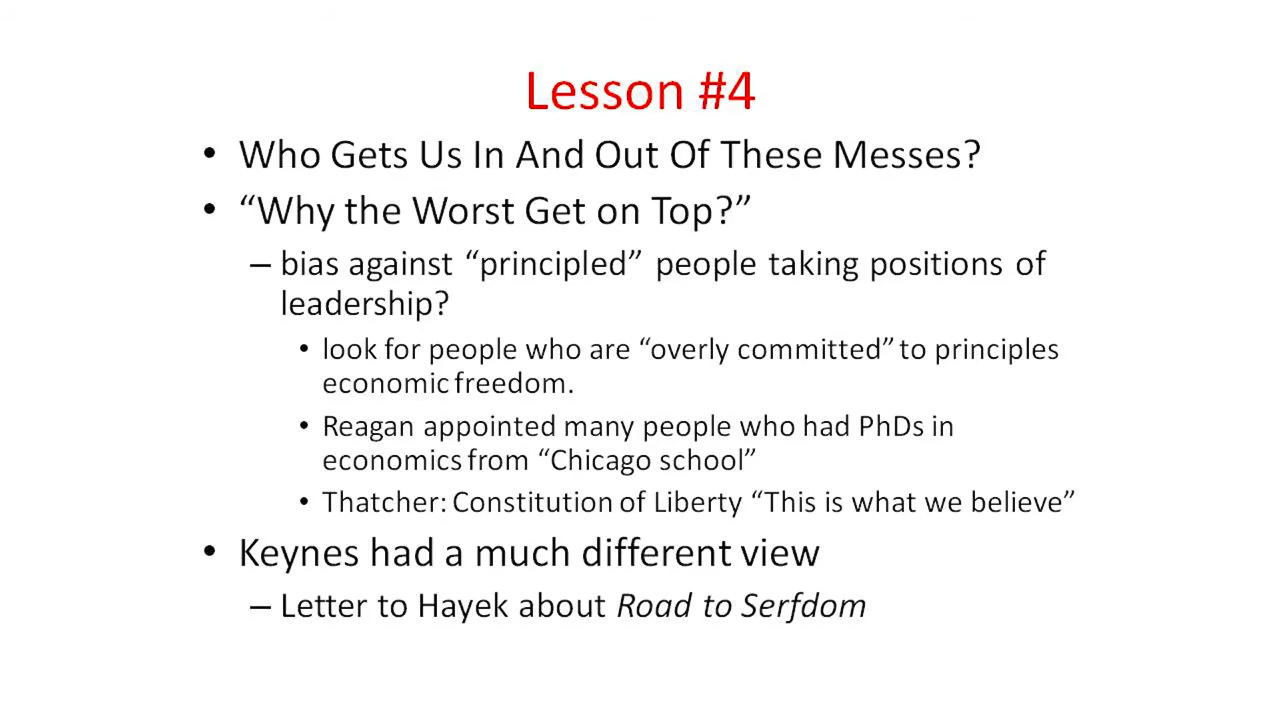 Lesson #4
• Who Gets Us In And Out Of These Messes?
• “Why the Worst Get on Top?”
– bias against “principled” people taking positions of
leadership?
• look for people who are “overly committed” to principles
economic freedom.
• Reagan appointed many people who had PhDs in
economics from “Chicago school”
• Thatcher: Constitution of Liberty “This is what we believe”
• Keynes had a much different view
– Letter to Hayek about Road to Serfdom